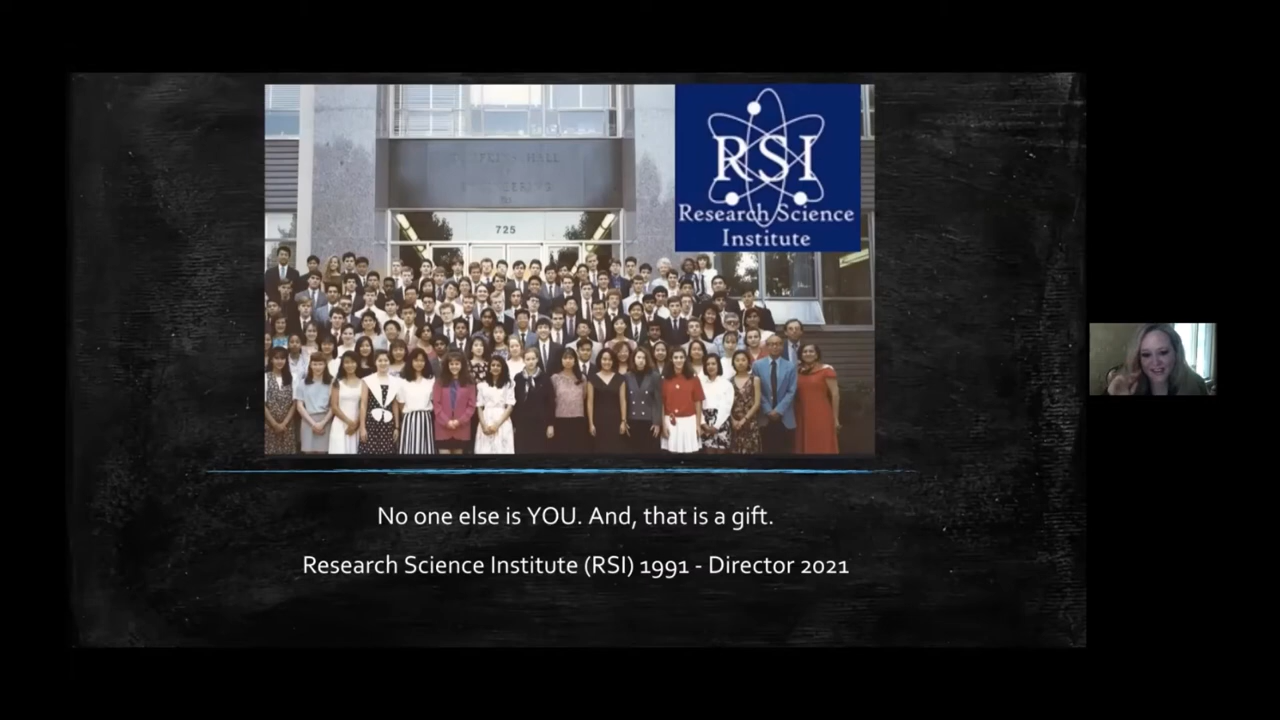 RSI
Research Science
Institute
HALL
725
No one else is YOU. And, that is a gift.
Research Science Institute (RSI) 1991 - Director 2021